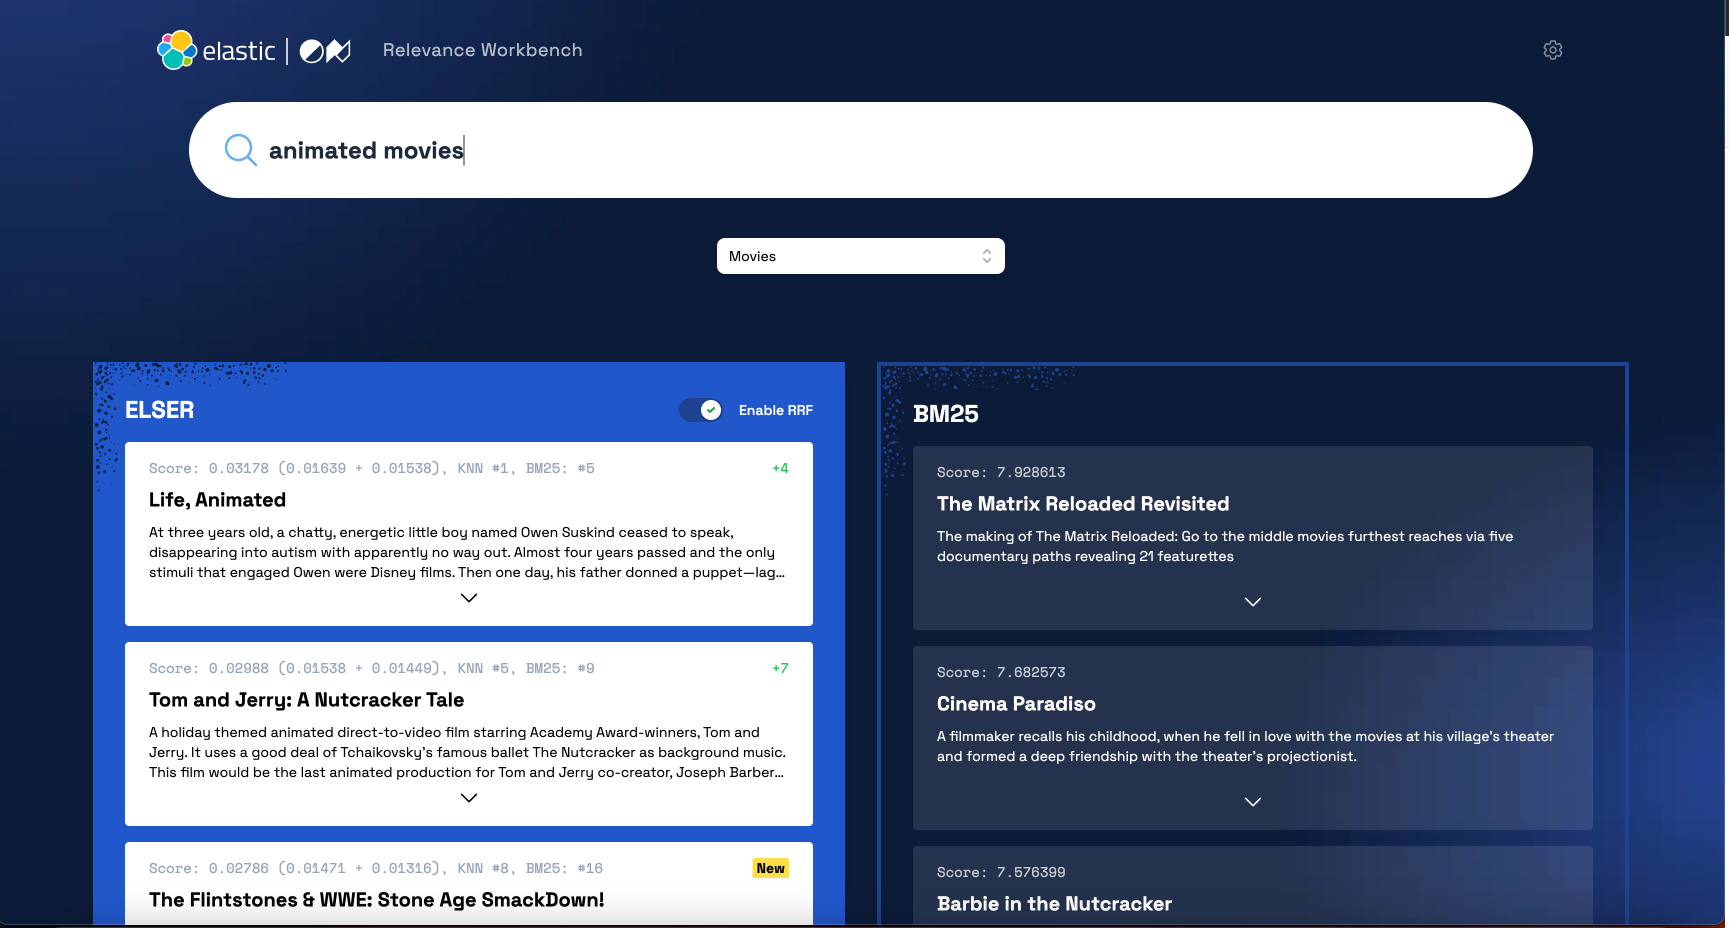 elastic
Relevance Workbench
animated movies
Movies
ELSER
Enable RRF
Score: 0.03178 (0.01639 + 0.01538), KNN #1, BM25: #5
+4
Life, Animated
At three years old, a chatty, energetic little boy named Owen Suskind ceased to speak,
disappearing into autism with apparently no way out. Almost four years passed and the only
stimuli that engaged Owen were Disney films. Then one day, his father donned a puppet—lag...
Score: 0.02988 (0.01538 + 0.01449), KNN #5, BM25: #9
+7
Tom and Jerry: A Nutcracker Tale
A holiday themed animated direct-to-video film starring Academy Award-winners, Tom and
Jerry. It uses a good deal of Tchaikovsky's famous ballet The Nutcracker as background music.
This film would be the last animated production for Tom and Jerry co-creator, Joseph Barber...
Score: 0.02786 (0.01471 + 0.01316), KNN #8, BM25: #16
New
The Flintstones & WWE: Stone Age SmackDown!
BM25
Score: 7.928613
The Matrix Reloaded Revisited
The making of The Matrix Reloaded: Go to the middle movies furthest reaches via five
documentary paths revealing 21 featurettes
Score: 7.682573
Cinema Paradiso
A filmmaker recalls his childhood, when he fell in love with the movies at his village's theater
and formed a deep friendship with the theater's projectionist.
Score: 7.576399
Barbie in the Nutcracker